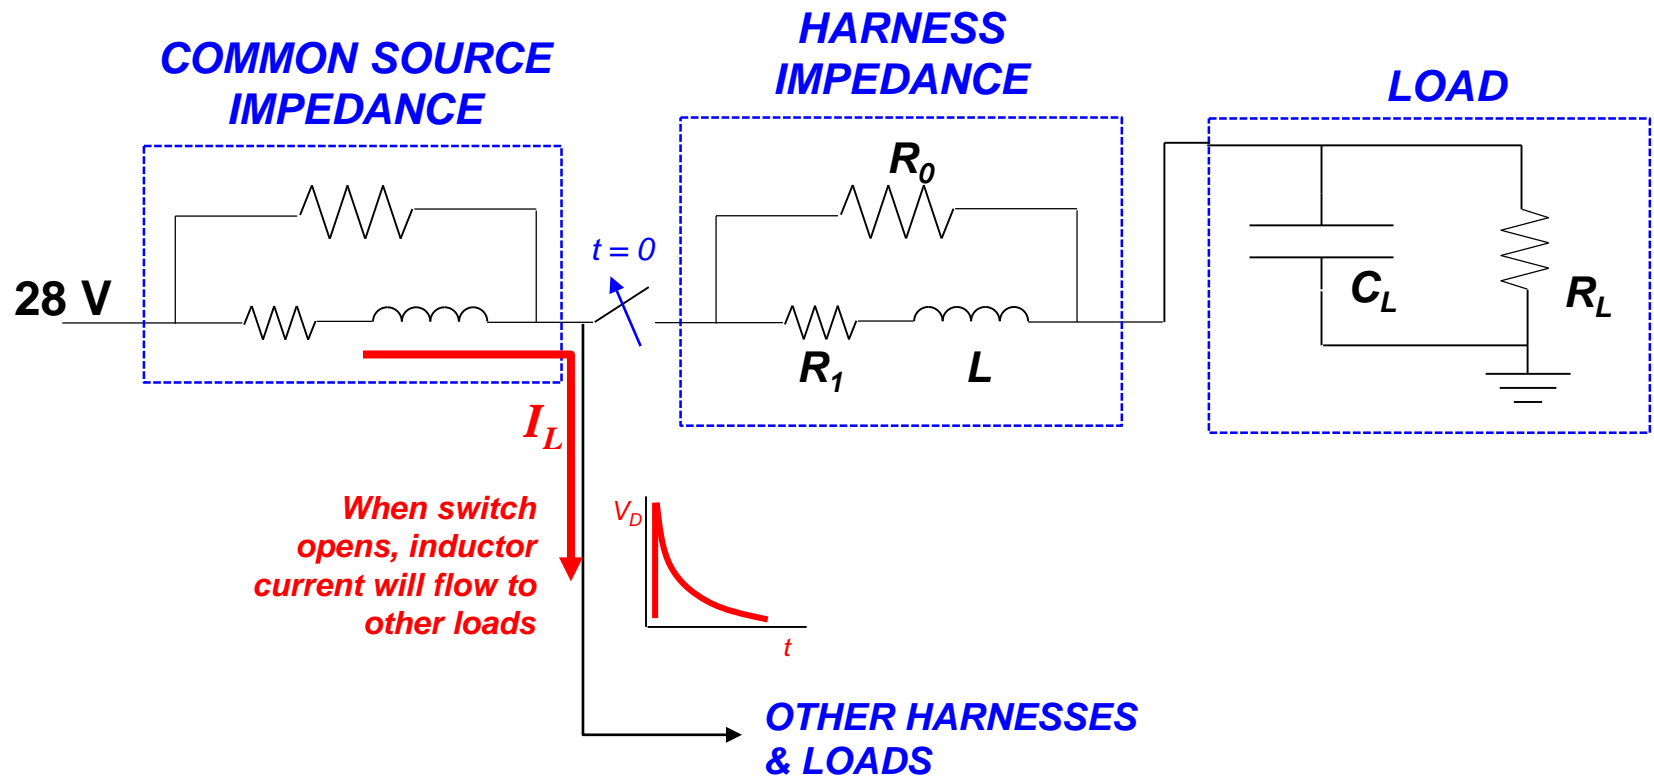 COMMON SOURCE
IMPEDANCE
HARNESS
IMPEDANCE
LOAD
R0
t = 0
28 V
CL
RL
R1
L
IL
When switch
opens, inductor
current will flow to
other loads
VD
t
OTHER HARNESSES
& LOADS